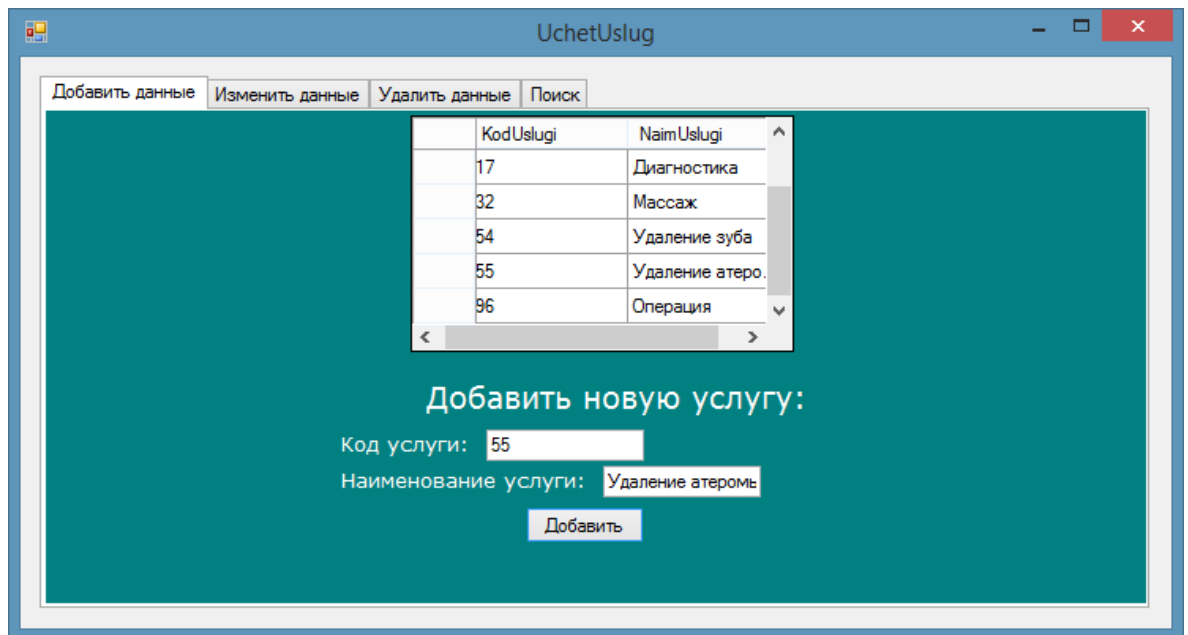 UchetUslug
Добавить данные Изменить данные Удалить данные Поиск
KodUslugi NaimUslugi
17 Диагностика
32 Массаж
54 Удаление зуба
55 Удаление атеро.
96 Операция
Добавить новую услугу:
Код услуги: 55
Наименование услуги: Удаление атеромы
Добавить